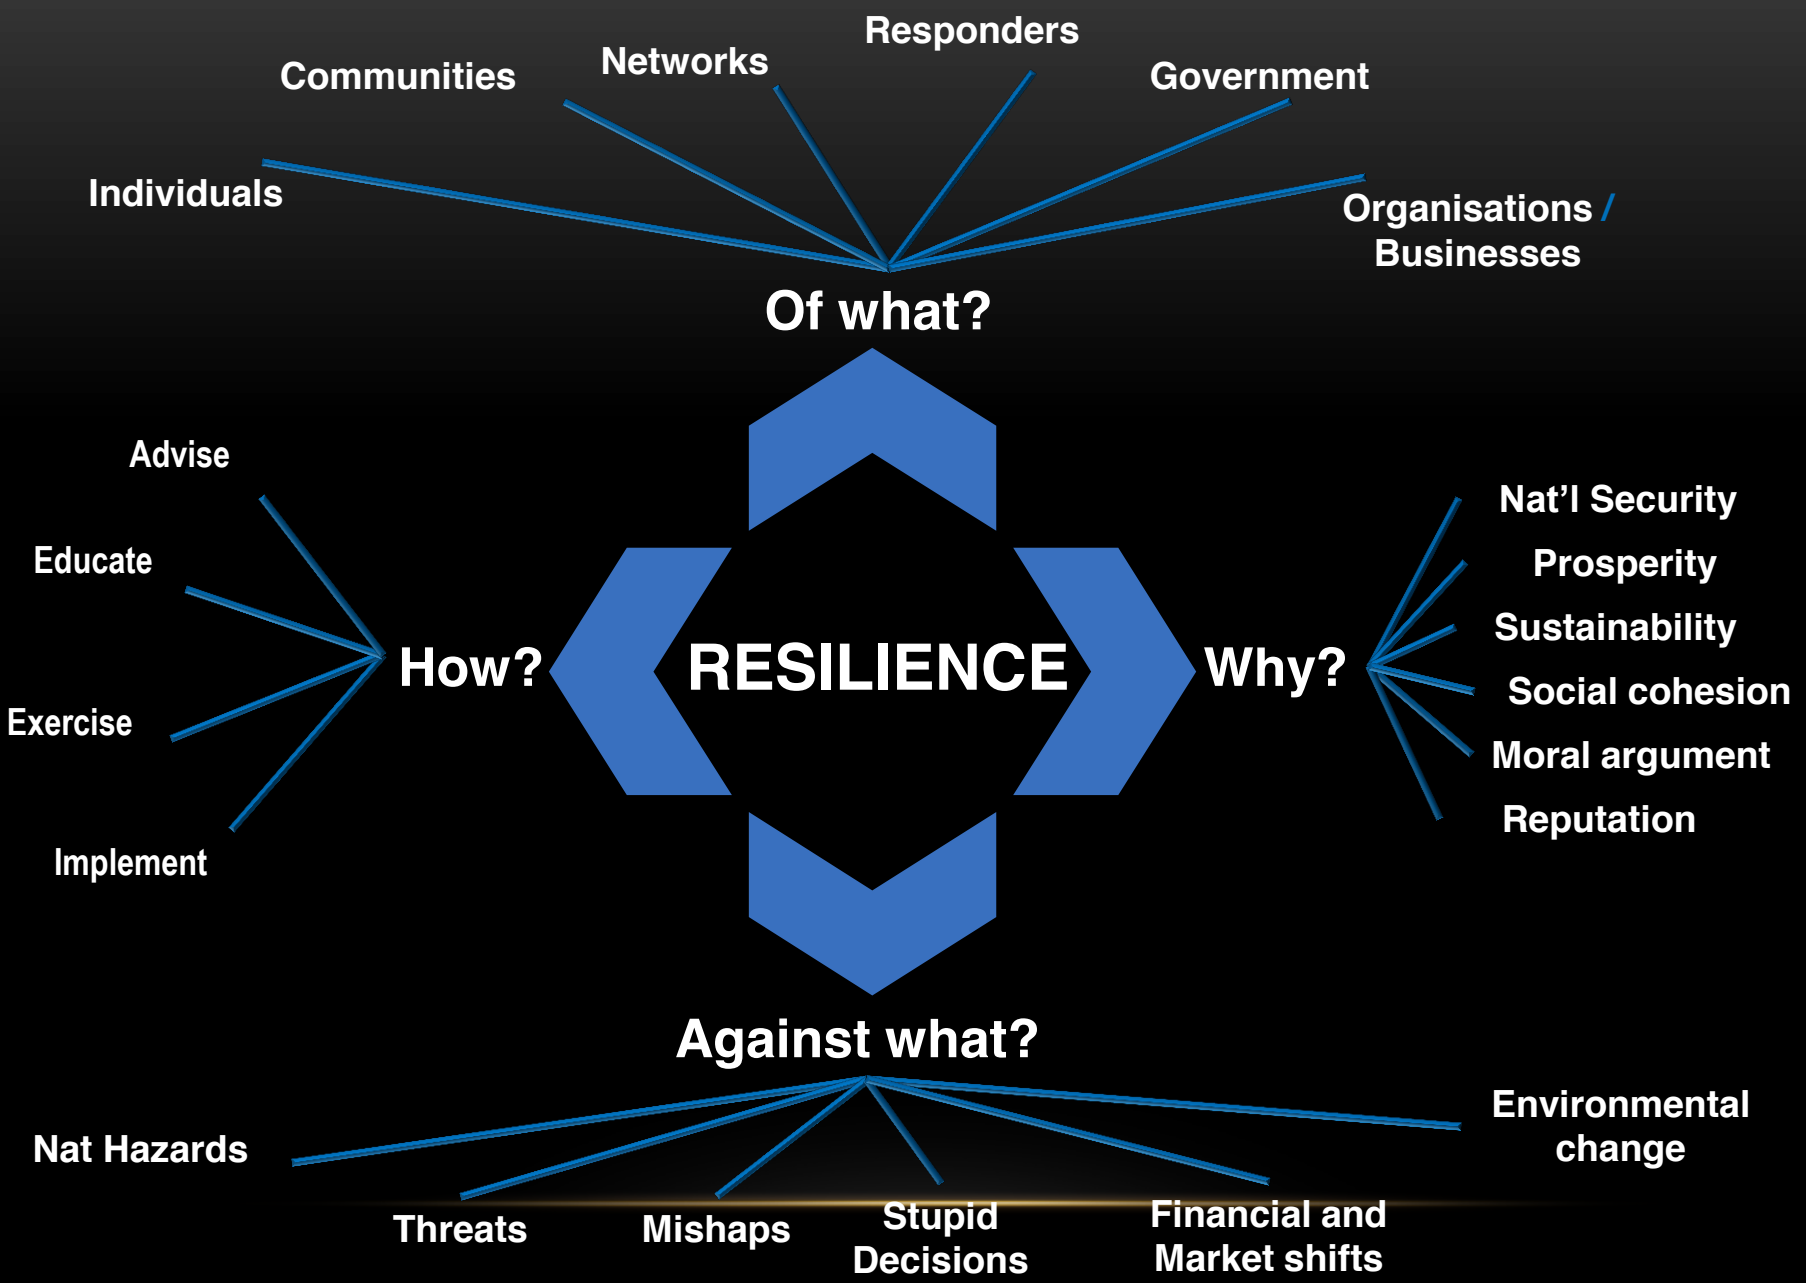 Responders
Networks
Communities
Government
Individuals
Organisations /
Businesses
Of what?
Advise
Educate
Exercise
Implement
How?
RESILIENCE
Why?
Nat’l Security
Prosperity
Sustainability
Social cohesion
Moral argument
Reputation
Against what?
Nat Hazards
Threats
Mishaps
Stupid
Decisions
Financial and
Market shifts
Environmental
change